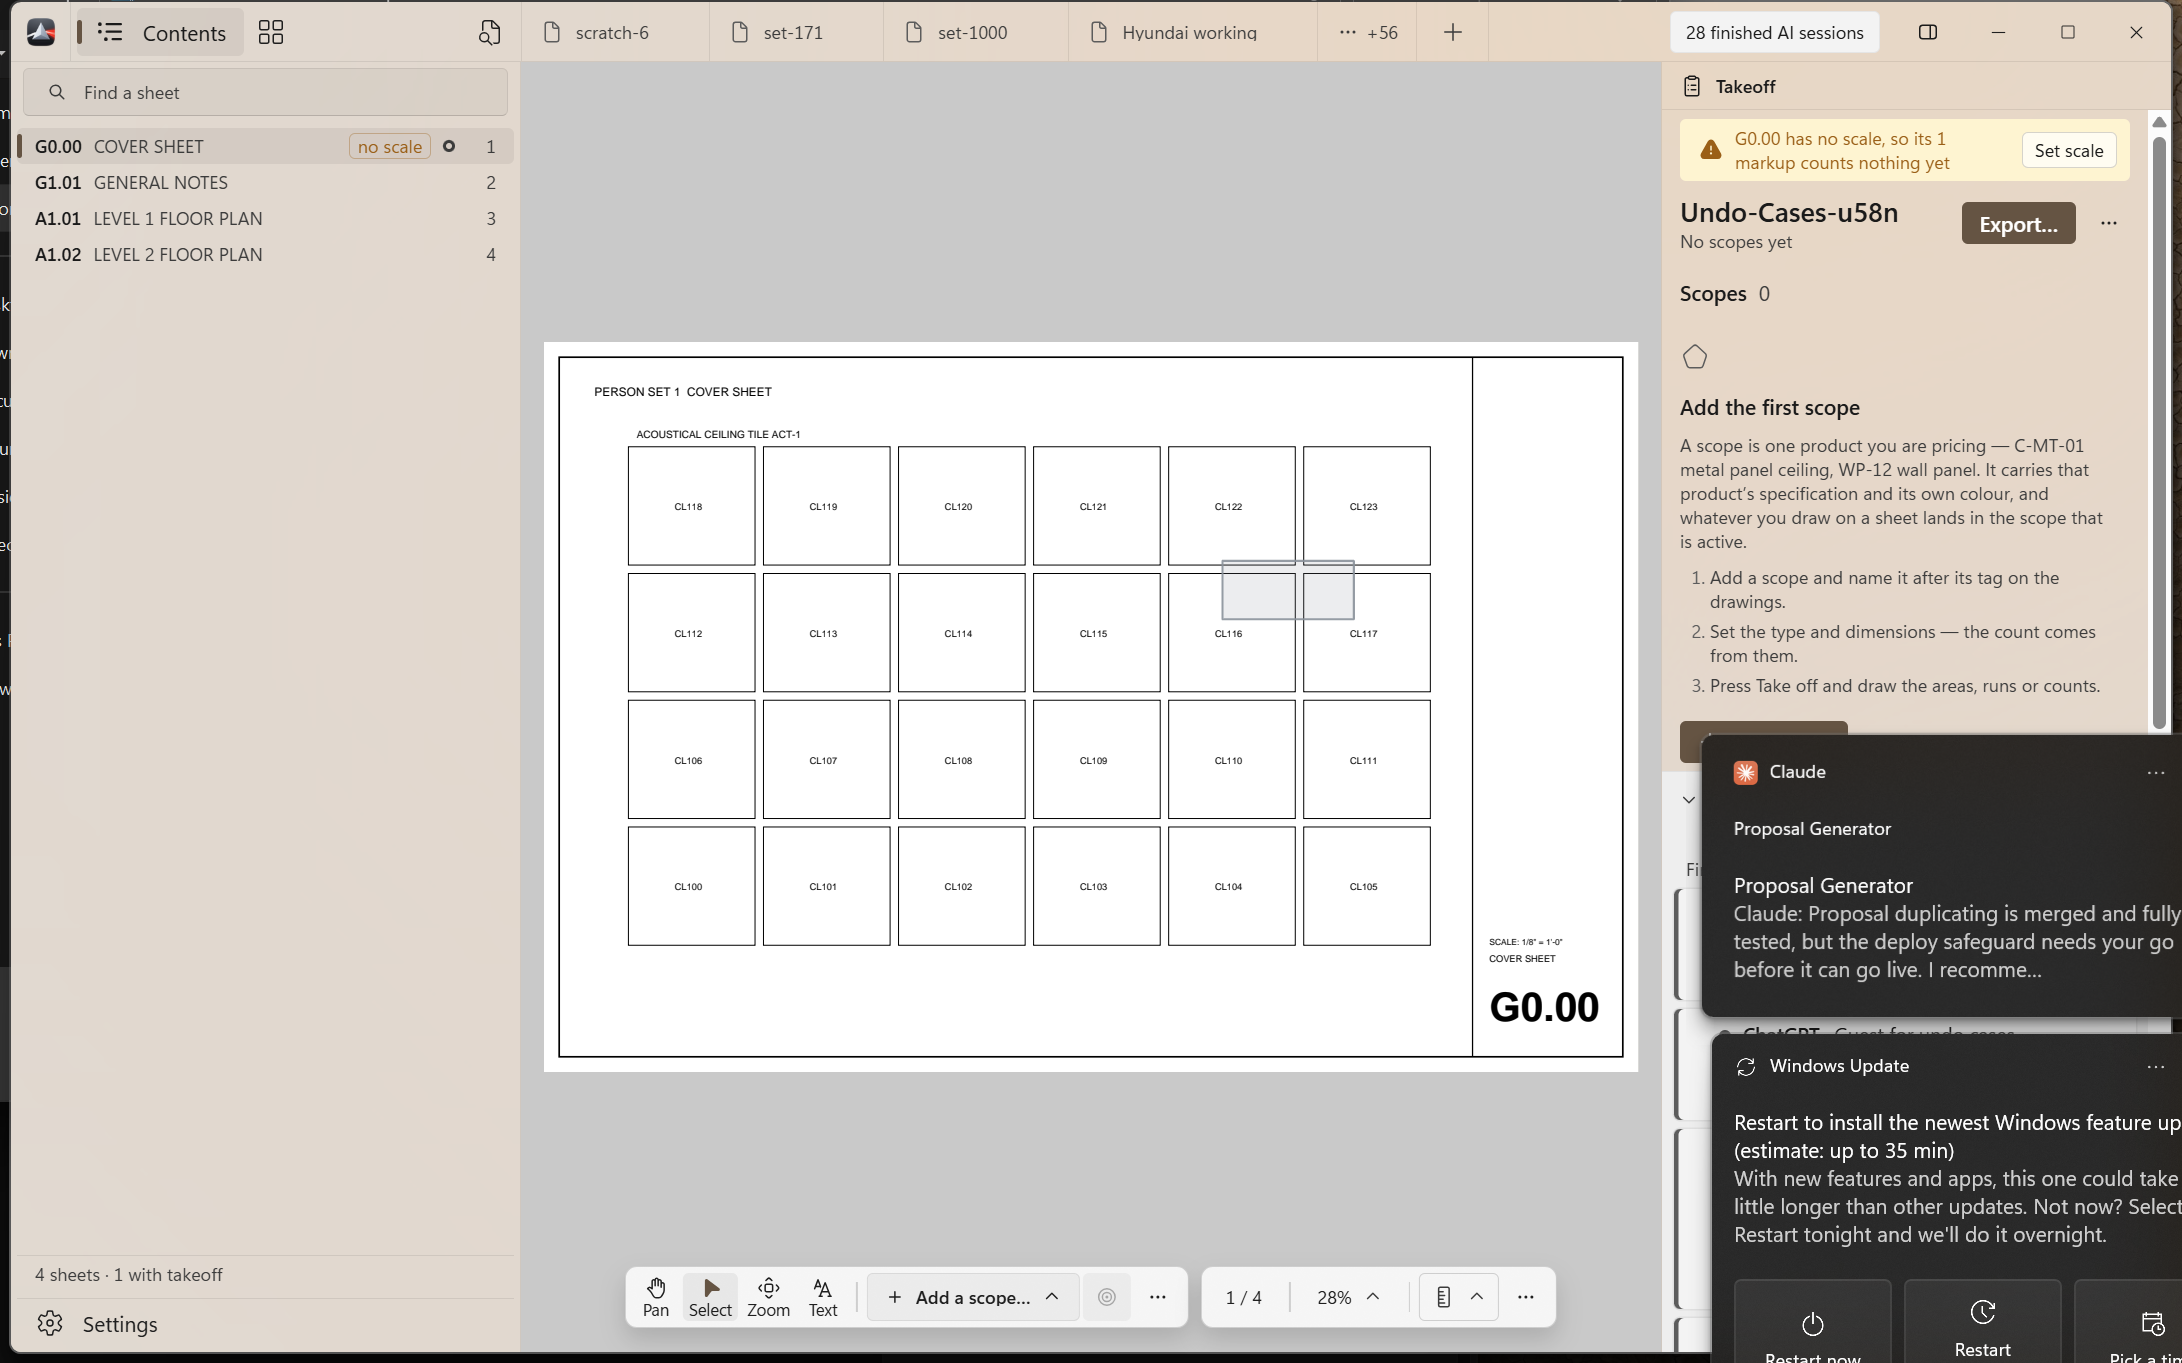 Contents
scratch-6
set-171
set-1000
Hyundai working
+56
28 finished AI sessions
Find a sheet
G0.00 COVER SHEET no scale 1
G1.01 GENERAL NOTES 2
A1.01 LEVEL 1 FLOOR PLAN 3
A1.02 LEVEL 2 FLOOR PLAN 4
4 sheets · 1 with takeoff
Settings
PERSON SET 1 COVER SHEET
ACOUSTICAL CEILING TILE ACT-1
CL118 CL119 CL120 CL121 CL122 CL123
CL112 CL113 CL114 CL115 CL116 CL117
CL106 CL107 CL108 CL109 CL110 CL111
CL100 CL101 CL102 CL103 CL104 CL105
SCALE: 1/8" = 1'-0"
COVER SHEET
G0.00
Pan
Select
Zoom
Text
Add a scope...
1 / 4
28%
Takeoff
G0.00 has no scale, so its 1
markup counts nothing yet
Set scale
Undo-Cases-u58n
No scopes yet
Export...
Scopes 0
Add the first scope
A scope is one product you are pricing — C-MT-01
metal panel ceiling, WP-12 wall panel. It carries that
product's specification and its own colour, and
whatever you draw on a sheet lands in the scope that
is active.
1. Add a scope and name it after its tag on the
drawings.
2. Set the type and dimensions — the count comes
from them.
3. Press Take off and draw the areas, runs or counts.
Claude
Proposal Generator
Proposal Generator
Claude: Proposal duplicating is merged and fully
tested, but the deploy safeguard needs your go
before it can go live. I recomme...
Windows Update
Restart to install the newest Windows feature up
(estimate: up to 35 min)
With new features and apps, this one could take
little longer than other updates. Not now? Select
Restart tonight and we'll do it overnight.
Restart now
Restart
Pick a